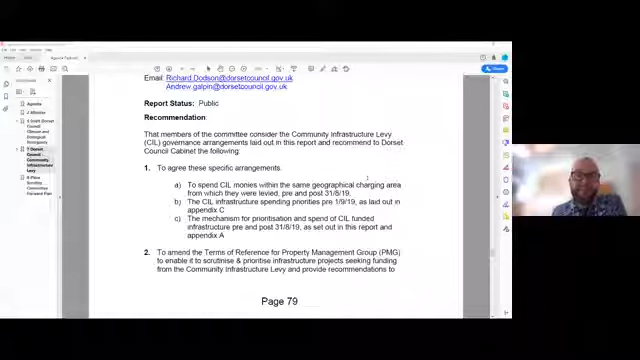 Email: Richard.Dodson@dorsetcouncil.gov.uk
Andrew.galpin@dorsetcouncil.gov.uk
Report Status: Public
Recommendation:
That members of the committee consider the Community Infrastructure Levy
(CIL) governance arrangements laid out in this report and recommend to Dorset
Council Cabinet the following:
1. To agree these specific arrangements.
a) To spend CIL monies within the same geographical charging area
from which they were levied, pre and post 31/8/19.
b) The CIL infrastructure spending priorities pre 1/9/19, as laid out in
appendix C
c) The mechanism for prioritisation and spend of CIL funded
infrastructure pre and post 31/8/19, as set out in this report and
appendix A
2. To amend the Terms of Reference for Property Management Group (PMG)
to enable it to scrutinise & prioritise infrastructure projects seeking funding
from the Community Infrastructure Levy and provide recommendations to
Page 79